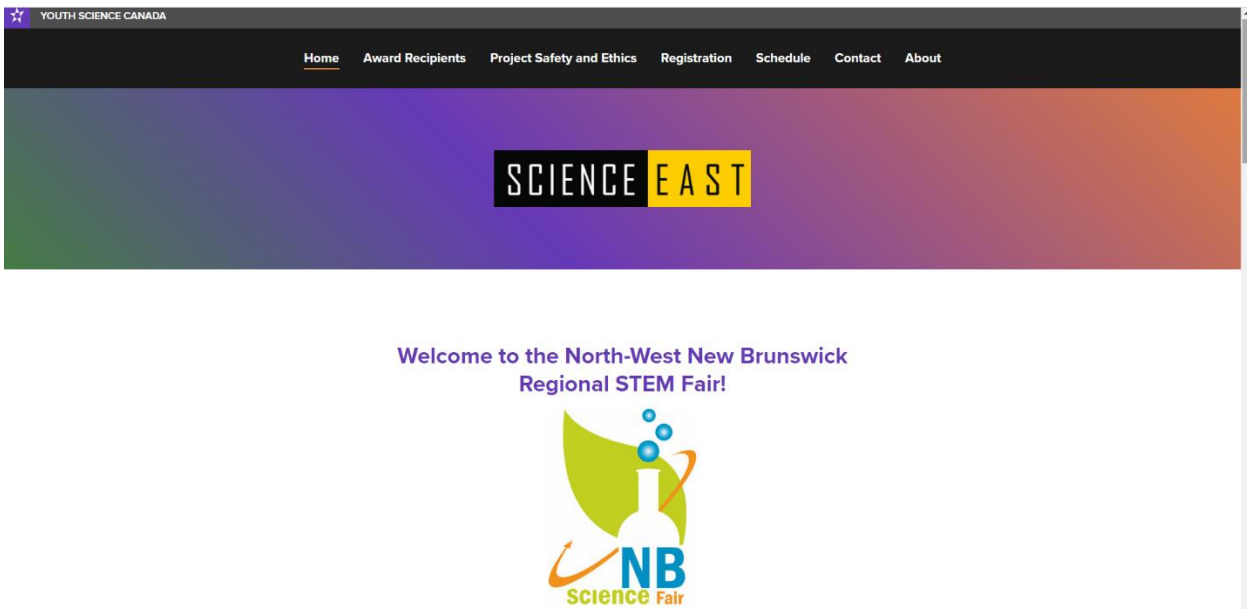 YOUTH SCIENCE CANADA
Home Award Recipients Project Safety and Ethics Registration Schedule Contact About
SCIENCE EAST
Welcome to the North-West New Brunswick
Regional STEM Fair!
NB
Science Fair